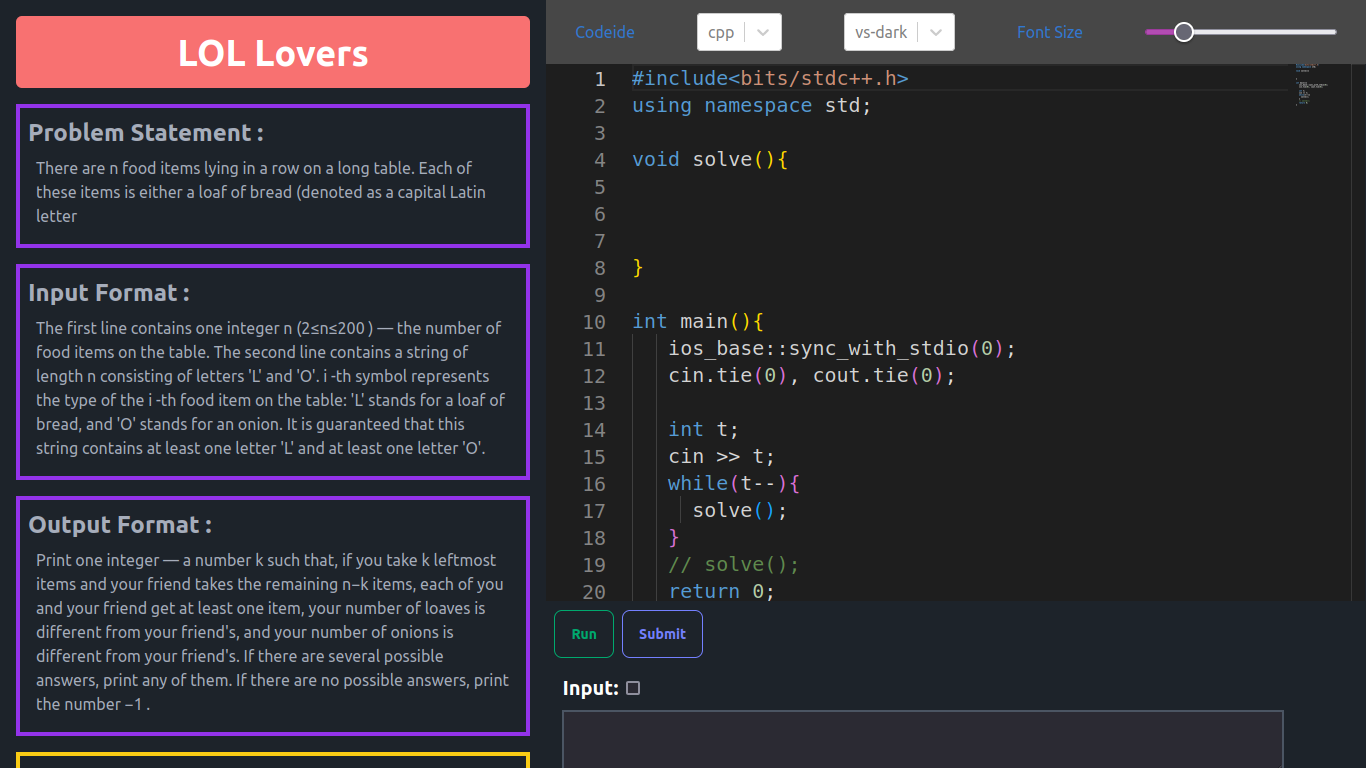 LOL Lovers
Problem Statement :
There are n food items lying in a row on a long table. Each of
these items is either a loaf of bread (denoted as a capital Latin
letter
Input Format :
The first line contains one integer n (2≤n≤200 ) — the number of
food items on the table. The second line contains a string of
length n consisting of letters 'L' and 'O'. i -th symbol represents
the type of the i -th food item on the table: 'L' stands for a loaf of
bread, and 'O' stands for an onion. It is guaranteed that this
string contains at least one letter 'L' and at least one letter 'O'.
Output Format :
Print one integer — a number k such that, if you take k leftmost
items and your friend takes the remaining n−k items, each of you
and your friend get at least one item, your number of loaves is
different from your friend's, and your number of onions is
different from your friend's. If there are several possible
answers, print any of them. If there are no possible answers, print
the number −1 .
Codeide
cpp
vs-dark
Font Size
1 #include<bits/stdc++.h>
2 using namespace std;
3
4 void solve(){
5
6
7
8 }
9
10 int main(){
11 ios_base::sync_with_stdio(0);
12 cin.tie(0), cout.tie(0);
13
14 int t;
15 cin >> t;
16 while(t--){
17 solve();
18 }
19 // solve();
20 return 0;
Run
Submit
Input: